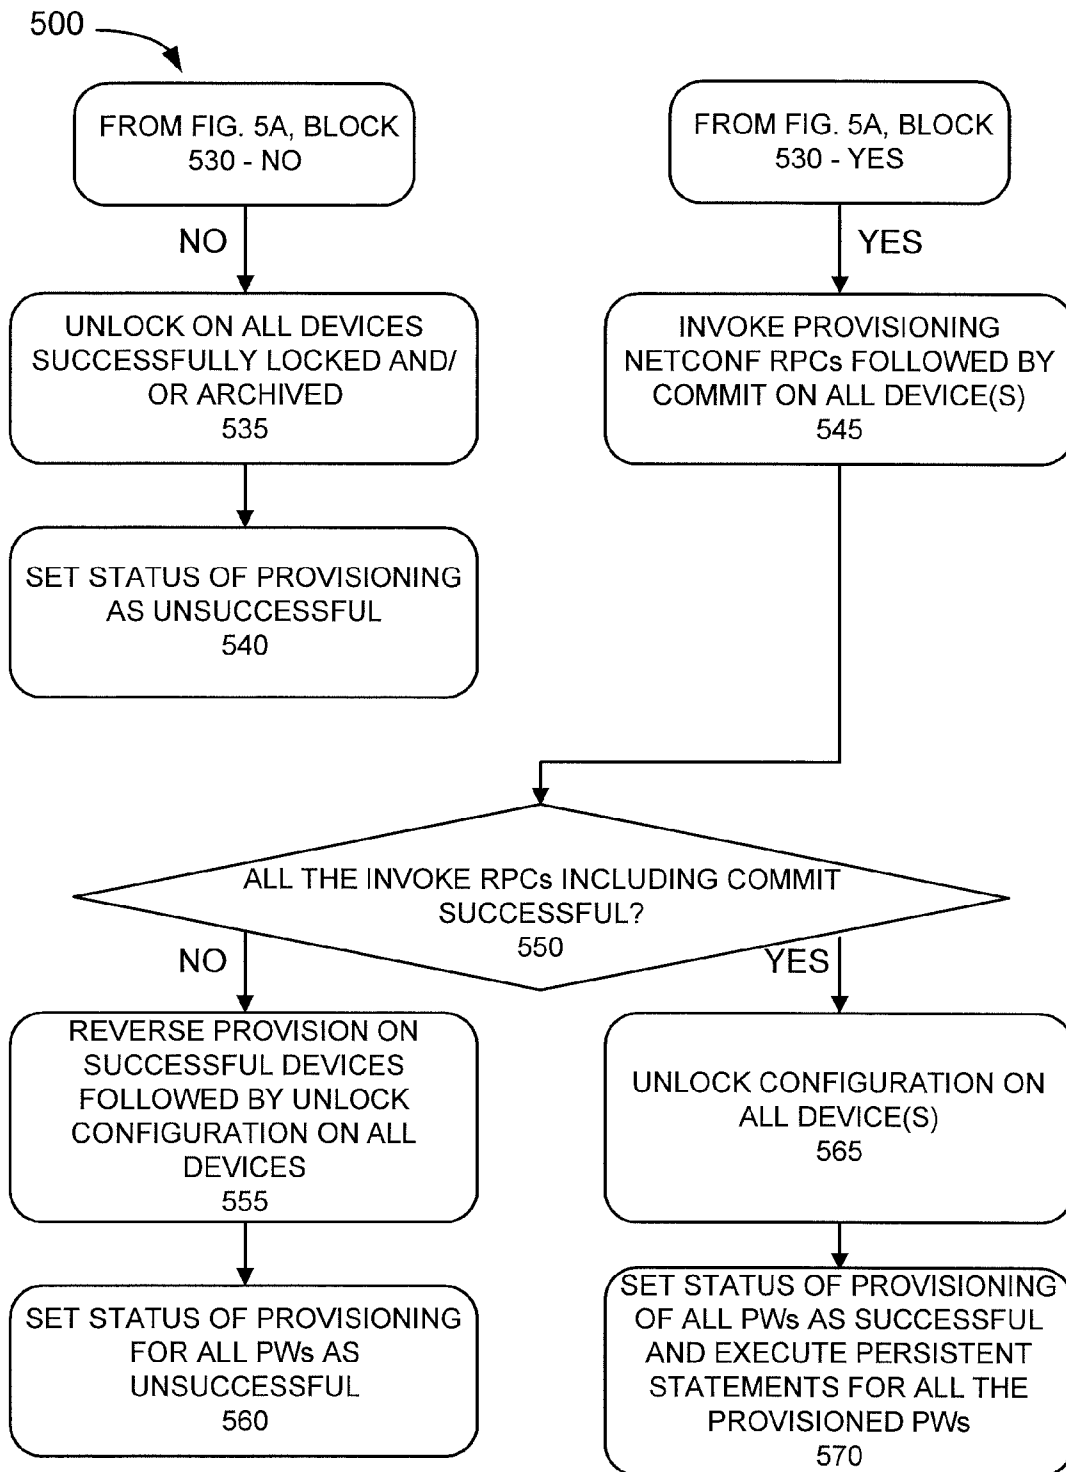 500
FROM FIG. 5A, BLOCK
530 - NO
FROM FIG. 5A, BLOCK
530 - YES
NO
YES
UNLOCK ON ALL DEVICES
SUCCESSFULLY LOCKED AND/
OR ARCHIVED
535
INVOKE PROVISIONING
NETCONF RPCs FOLLOWED BY
COMMIT ON ALL DEVICE(S)
545
SET STATUS OF PROVISIONING
AS UNSUCCESSFUL
540
ALL THE INVOKE RPCs INCLUDING COMMIT
SUCCESSFUL?
550
NO
YES
REVERSE PROVISION ON
SUCCESSFUL DEVICES
FOLLOWED BY UNLOCK
CONFIGURATION ON ALL
DEVICES
555
UNLOCK CONFIGURATION ON
ALL DEVICE(S)
565
SET STATUS OF PROVISIONING
FOR ALL PWs AS
UNSUCCESSFUL
560
SET STATUS OF PROVISIONING
OF ALL PWs AS SUCCESSFUL
AND EXECUTE PERSISTENT
STATEMENTS FOR ALL THE
PROVISIONED PWs
570